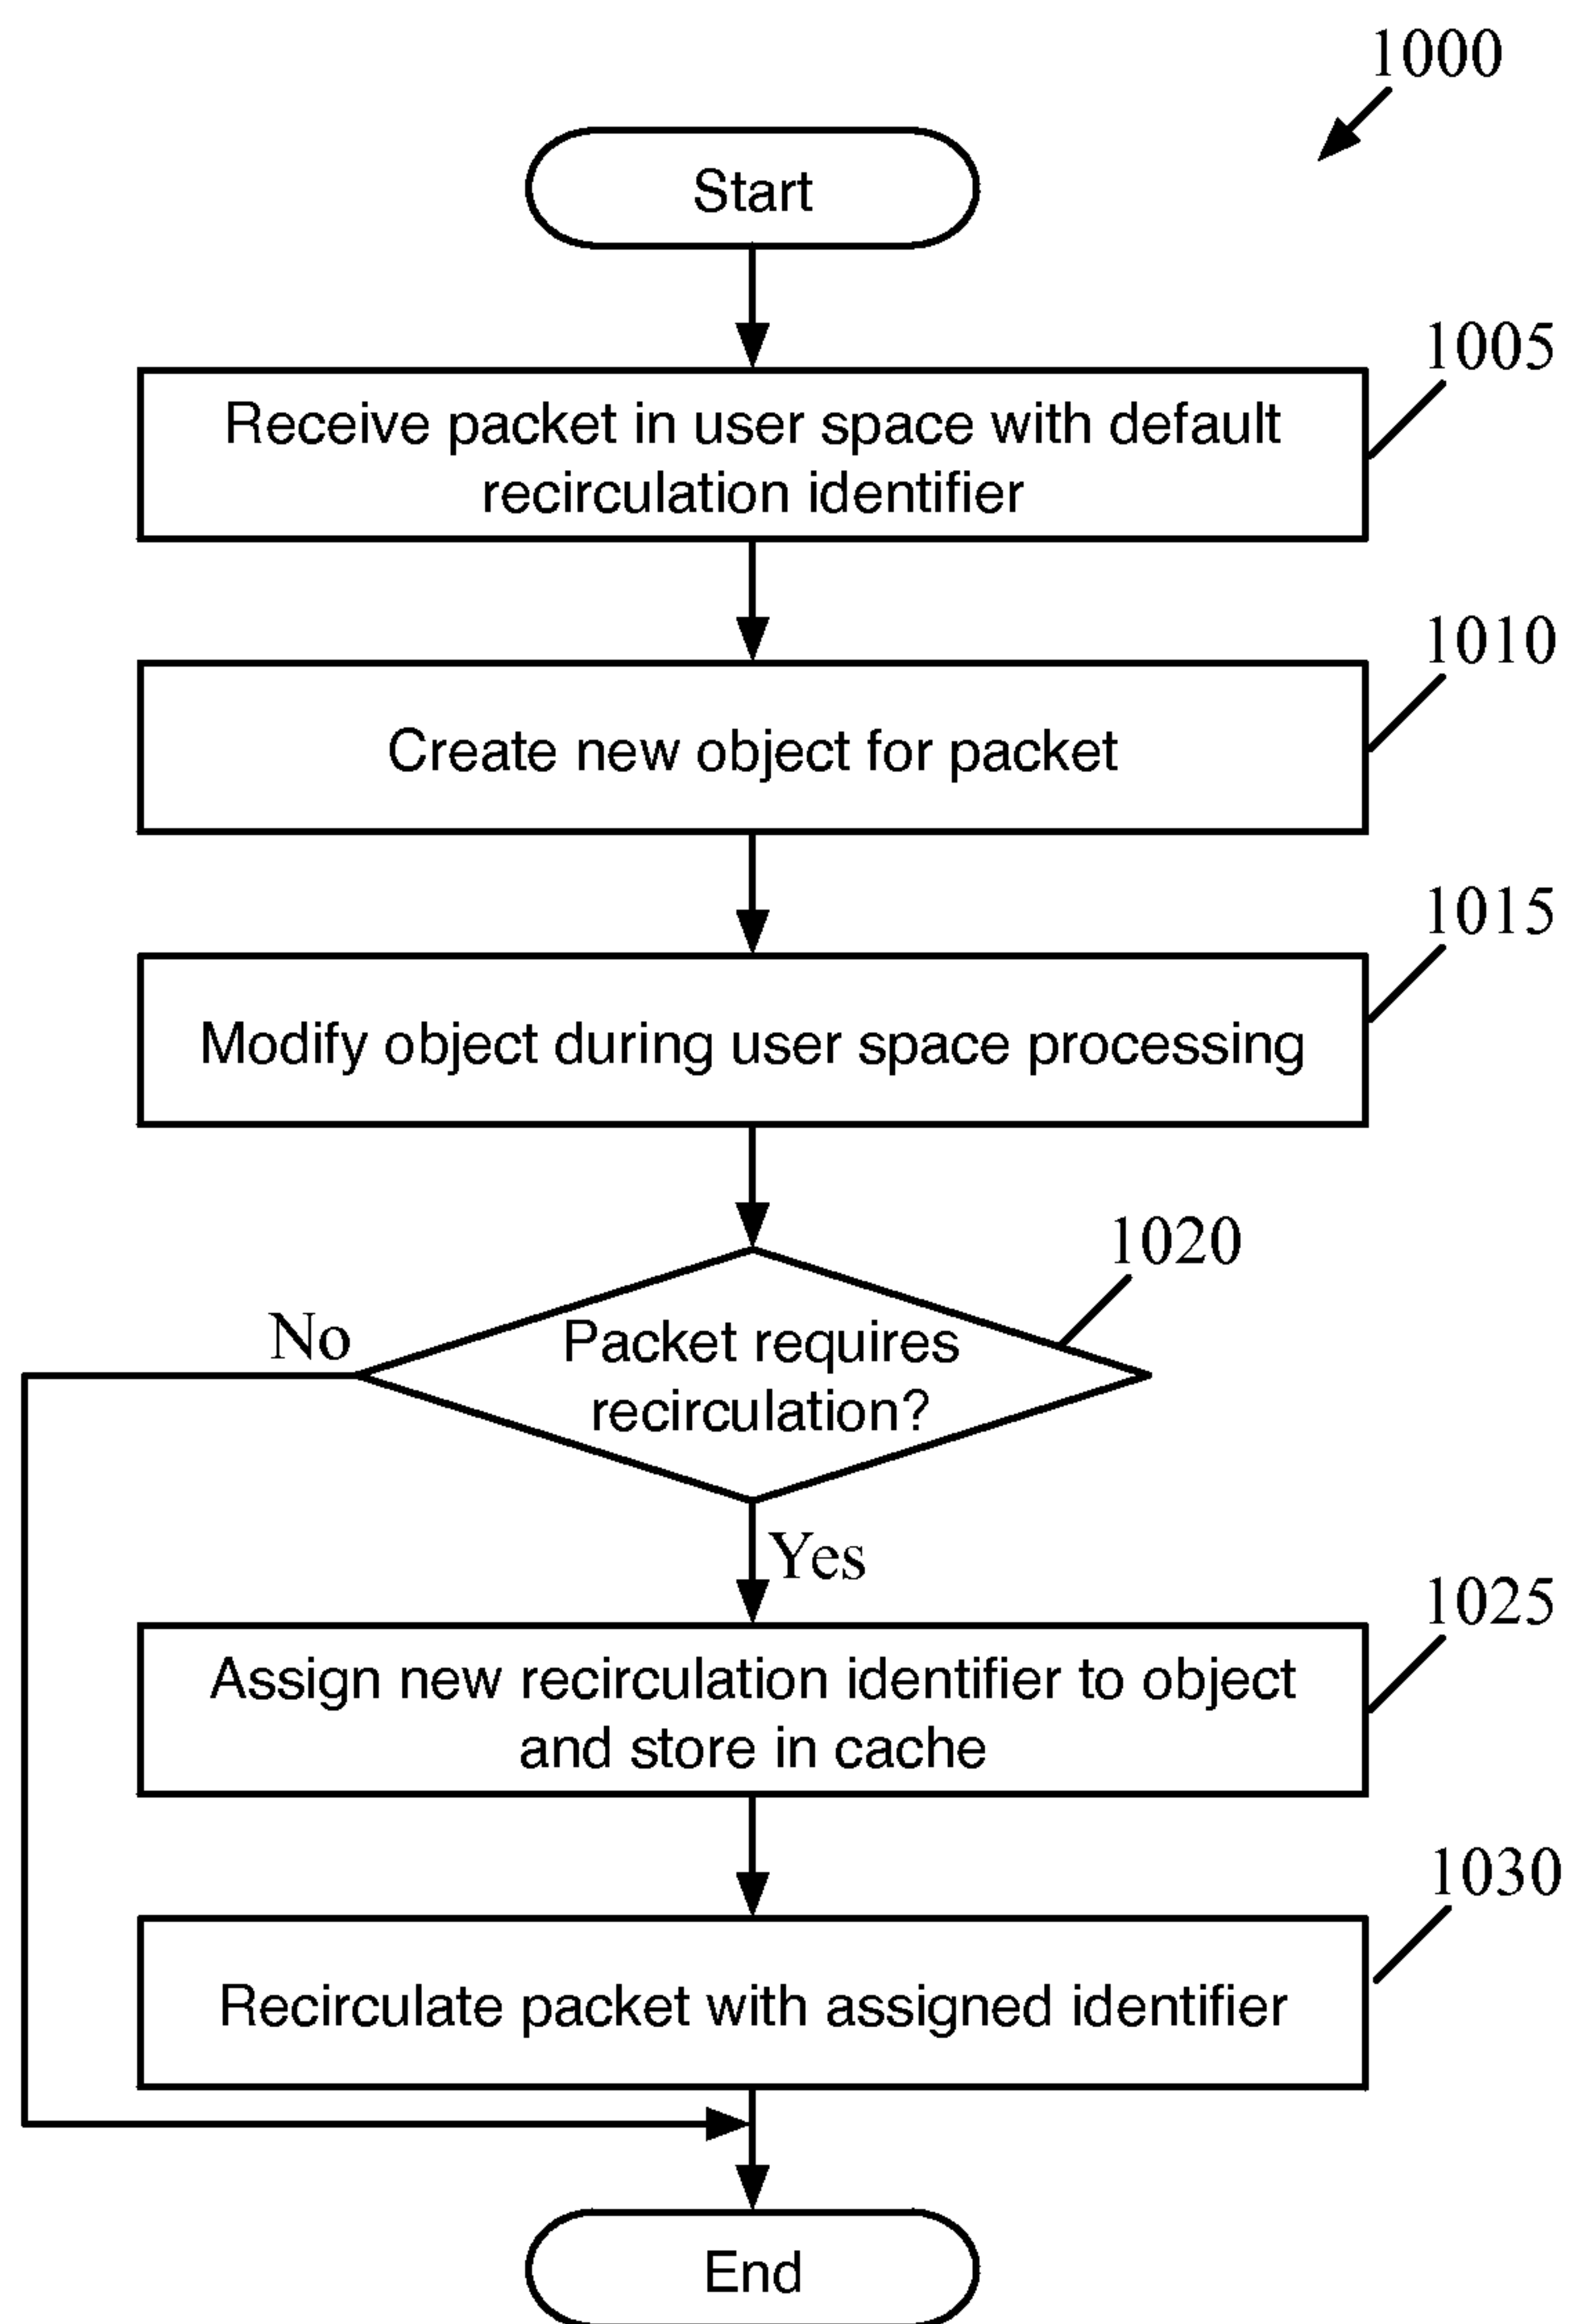 1000
Start
1005
Receive packet in user space with default
recirculation identifier
1010
Create new object for packet
1015
Modify object during user space processing
1020
No
Packet requires
recirculation?
Yes
1025
Assign new recirculation identifier to object
and store in cache
1030
Recirculate packet with assigned identifier
End